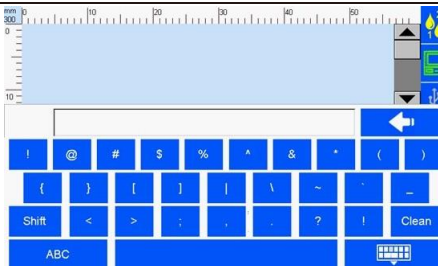 mm 0 10 20 30 40 50
300
0
10
! @ # $ % ^ & * ( )
{ } [ ] | \ ~ ` _
Shift < > ; , . ? ! Clean
ABC